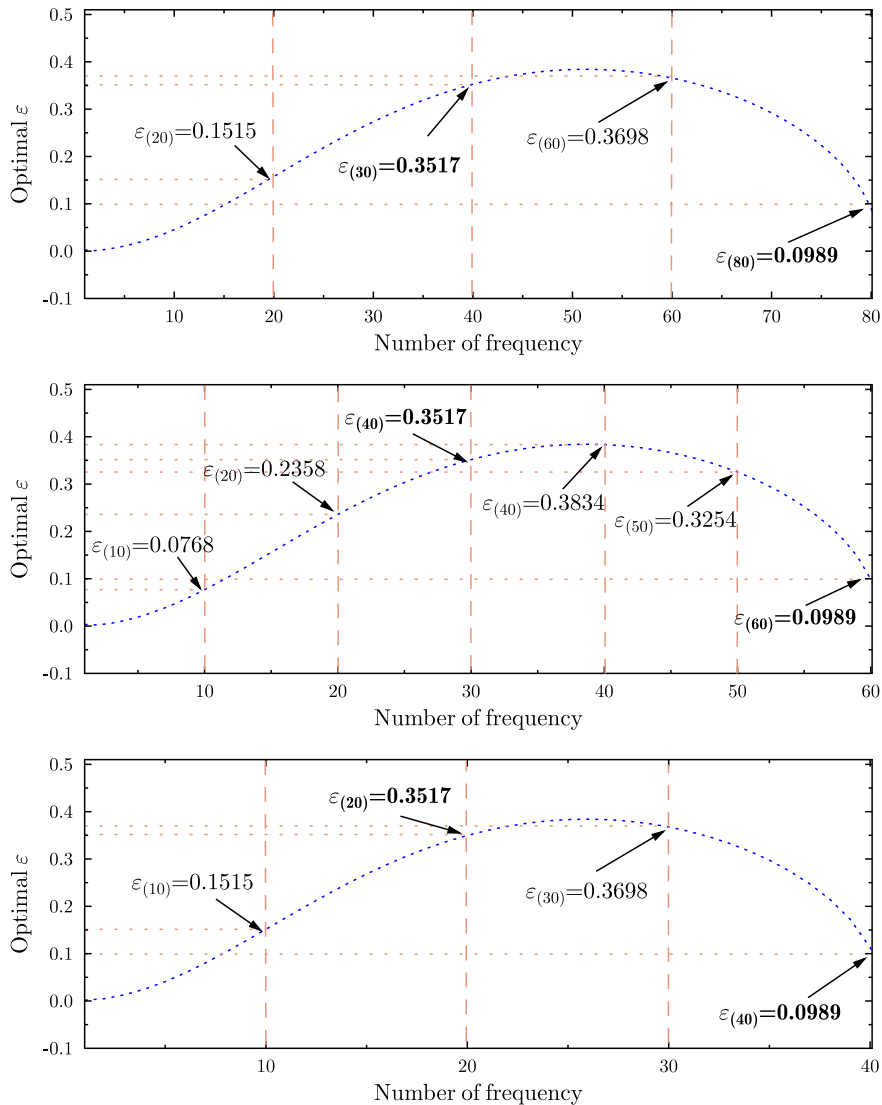 0.5
0.4
0.3
0.2
0.1
0.0
-0.1
Optimal ε
ε(20)=0.1515
ε(30)=0.3517
ε(60)=0.3698
ε(80)=0.0989
10 20 30 40 50 60 70 80
Number of frequency
0.5
0.4
0.3
0.2
0.1
0.0
-0.1
Optimal ε
ε(40)=0.3517
ε(20)=0.2358
ε(40)=0.3834
ε(50)=0.3254
ε(10)=0.0768
ε(60)=0.0989
10 20 30 40 50 60
Number of frequency
0.5
0.4
0.3
0.2
0.1
0.0
-0.1
Optimal ε
ε(20)=0.3517
ε(10)=0.1515
ε(30)=0.3698
ε(40)=0.0989
10 20 30 40
Number of frequency